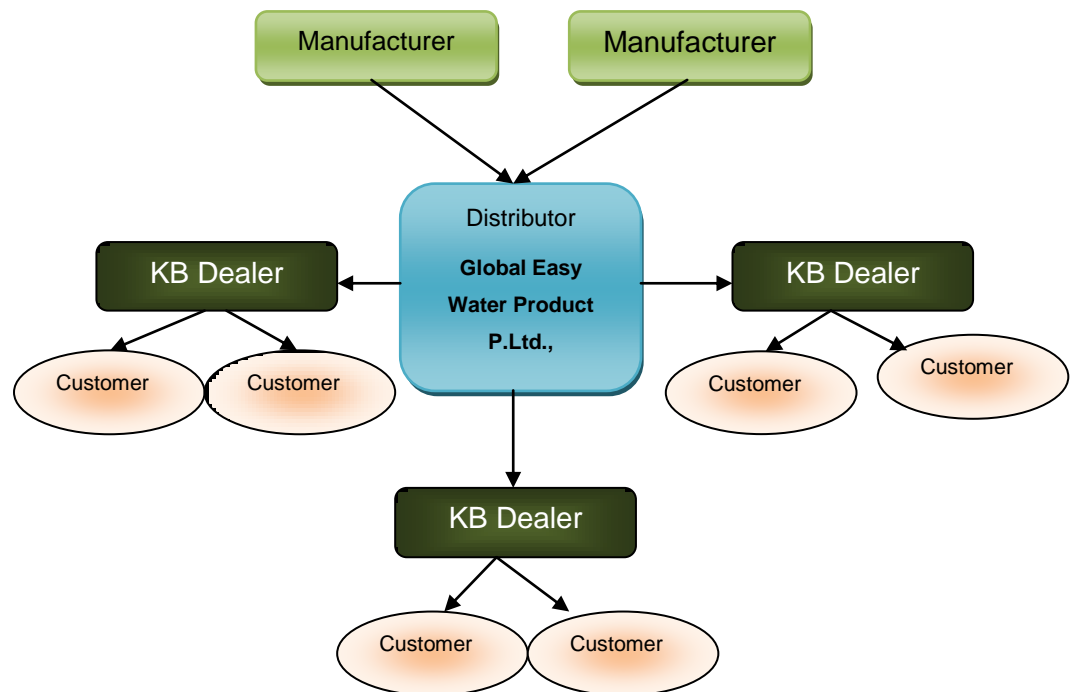 Manufacturer
Manufacturer
Distributor
Global Easy
Water Product
P.Ltd.,
KB Dealer
KB Dealer
Customer
Customer
Customer
Customer
KB Dealer
Customer
Customer